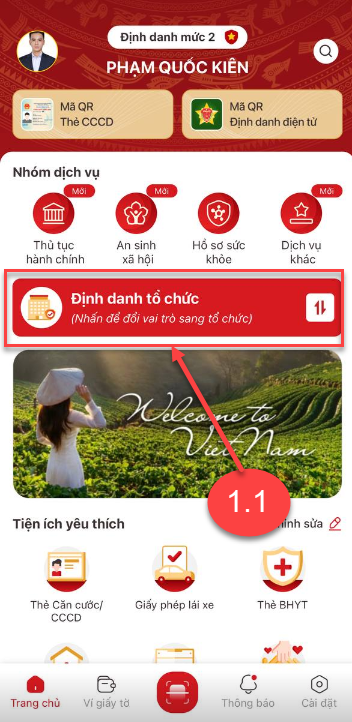 Định danh mức 2
PHẠM QUỐC KIÊN
Mã QR
Thẻ CCCD
Mã QR
Định danh điện tử
Nhóm dịch vụ
Mới
Mới
Mới
Thủ tục
hành chính
An sinh
xã hội
Hồ sơ sức
khỏe
Dịch vụ
khác
Định danh tổ chức
(Nhấn để đổi vai trò sang tổ chức)
Welcome to
VietNam
1.1
Tiện ích yêu thích
sửa
Thẻ Căn cước/
CCCD
Giấy phép lái xe
Thẻ BHYT
Trang chủ
Ví giấy tờ
Thông báo
Cài đặt